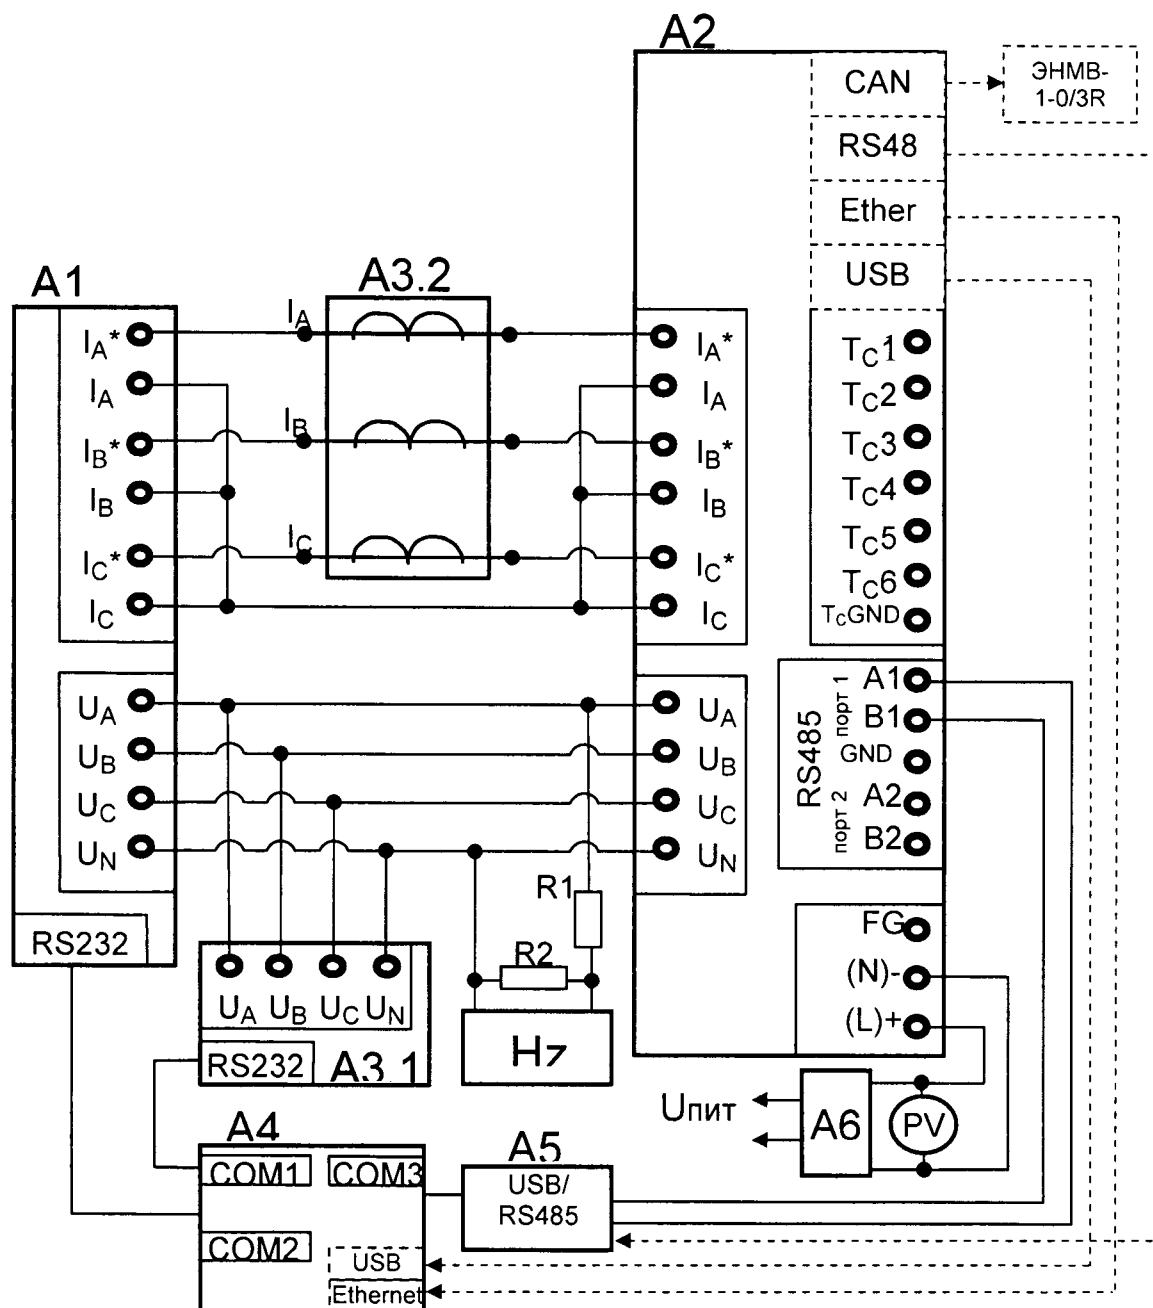 A2
CAN
ЭНМВ-
1-0/3R
RS48
Ether
USB
A1
A3.2
IA*
IA
IB*
IB
IC*
IC
IA
IB
IC
IA*
IA
IB*
IB
IC*
IC
TC1
TC2
TC3
TC4
TC5
TC6
TCGND
UA
UB
UC
UN
UA
UB
UC
UN
RS485
порт 1
порт 2
A1
B1
GND
A2
B2
R1
R2
FG
(N)-
(L)+
RS232
UA UB UC UN
RS232
A3.1
Hz
Uпит
A6
PV
A4
COM1
COM3
COM2
USB
Ethernet
A5
USB/
RS485